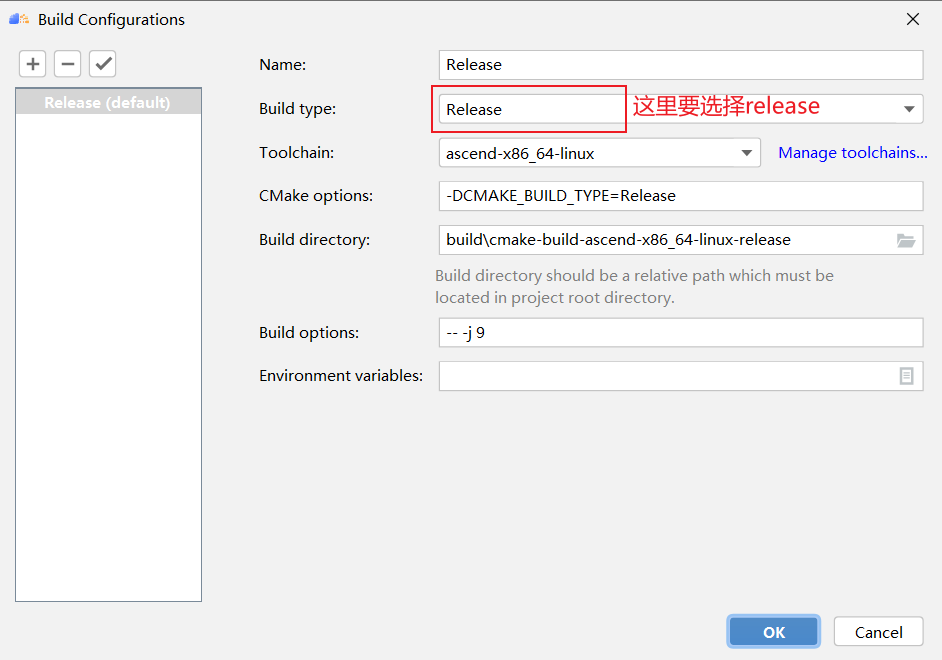 Build Configurations
Release (default)
Name:
Release
Build type:
Release
这里要选择release
Toolchain:
ascend-x86_64-linux
Manage toolchains...
CMake options:
-DCMAKE_BUILD_TYPE=Release
Build directory:
build\cmake-build-ascend-x86_64-linux-release
Build directory should be a relative path which must be
located in project root directory.
Build options:
-- -j 9
Environment variables:
OK
Cancel